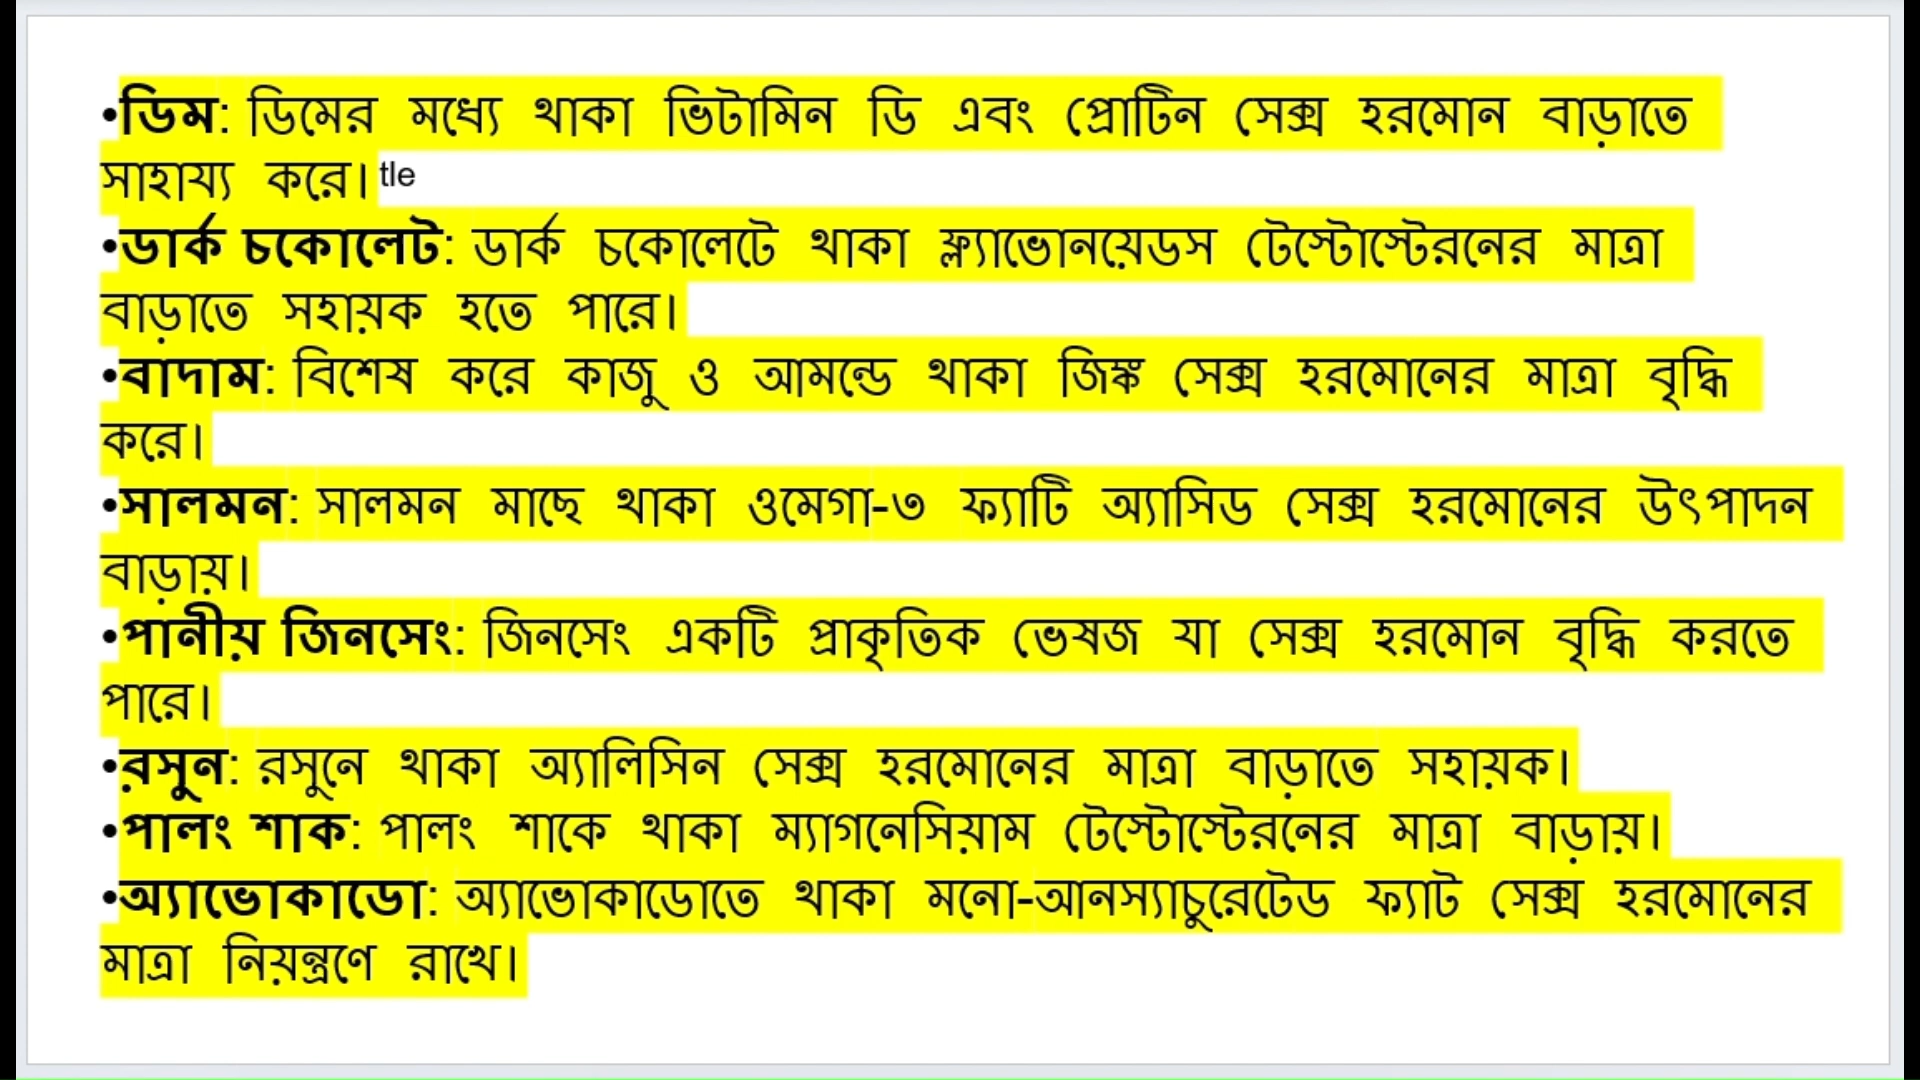 •ডিম: ডিমের মধ্যে থাকা ভিটামিন ডি এবং প্রোটিন সেক্স হরমোন বাড়াতে
সাহায্য করে। tle
•ডার্ক চকোলেট: ডার্ক চকোলেটে থাকা ফ্ল্যাভোনয়েডস টেস্টোস্টেরনের মাত্রা
বাড়াতে সহায়ক হতে পারে।
•বাদাম: বিশেষ করে কাজু ও আমন্ডে থাকা জিঙ্ক সেক্স হরমোনের মাত্রা বৃদ্ধি
করে।
•সালমন: সালমন মাছে থাকা ওমেগা-৩ ফ্যাটি অ্যাসিড সেক্স হরমোনের উৎপাদন
বাড়ায়।
•পানীয় জিনসেং: জিনসেং একটি প্রাকৃতিক ভেষজ যা সেক্স হরমোন বৃদ্ধি করতে
পারে।
•রসুন: রসুনে থাকা অ্যালিসিন সেক্স হরমোনের মাত্রা বাড়াতে সহায়ক।
•পালং শাক: পালং শাকে থাকা ম্যাগনেসিয়াম টেস্টোস্টেরনের মাত্রা বাড়ায়।
•অ্যাভোকাডো: অ্যাভোকাডোতে থাকা মনো-আনস্যাচুরেটেড ফ্যাট সেক্স হরমোনের
মাত্রা নিয়ন্ত্রণে রাখে।